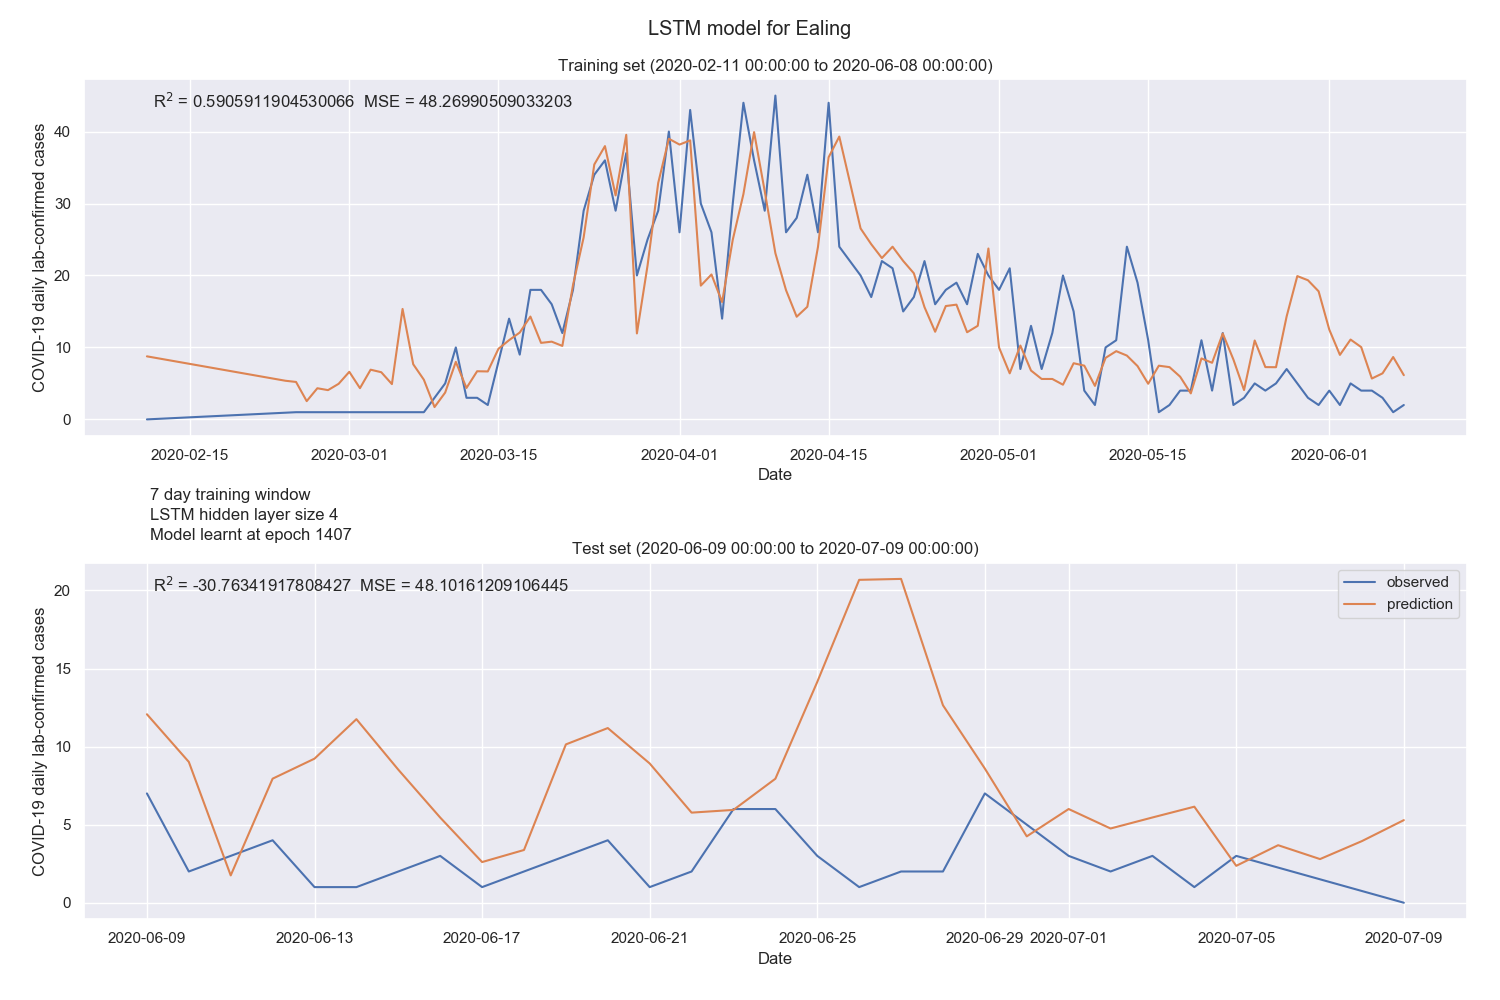 LSTM model for Ealing
Training set (2020-02-11 00:00:00 to 2020-06-08 00:00:00)
R² = 0.5905911904530066 MSE = 48.26990509033203
COVID-19 daily lab-confirmed cases
40
30
20
10
0
2020-02-15 2020-03-01 2020-03-15 2020-04-01 2020-04-15 2020-05-01 2020-05-15 2020-06-01
Date
7 day training window
LSTM hidden layer size 4
Model learnt at epoch 1407
Test set (2020-06-09 00:00:00 to 2020-07-09 00:00:00)
R² = -30.76341917808427 MSE = 48.10161209106445
observed
prediction
COVID-19 daily lab-confirmed cases
20
15
10
5
0
2020-06-09 2020-06-13 2020-06-17 2020-06-21 2020-06-25 2020-06-29 2020-07-01 2020-07-05 2020-07-09
Date